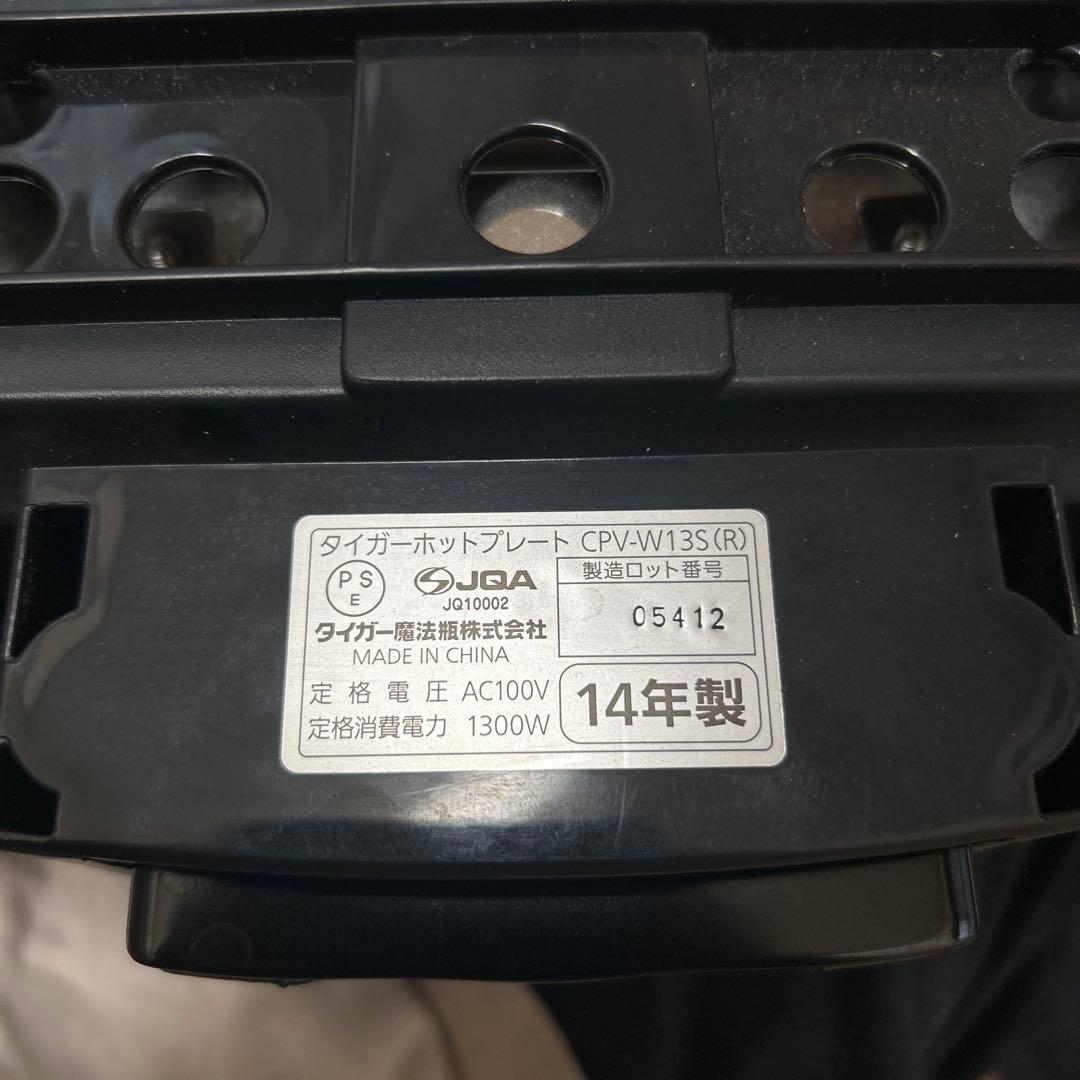 タイガーホットプレート CPV-W13S(R)
PS
E
JQA
JQ10002
製造ロット番号
05412
タイガー魔法瓶株式会社
MADE IN CHINA
定格電圧 AC100V
定格消費電力 1300W
14年製